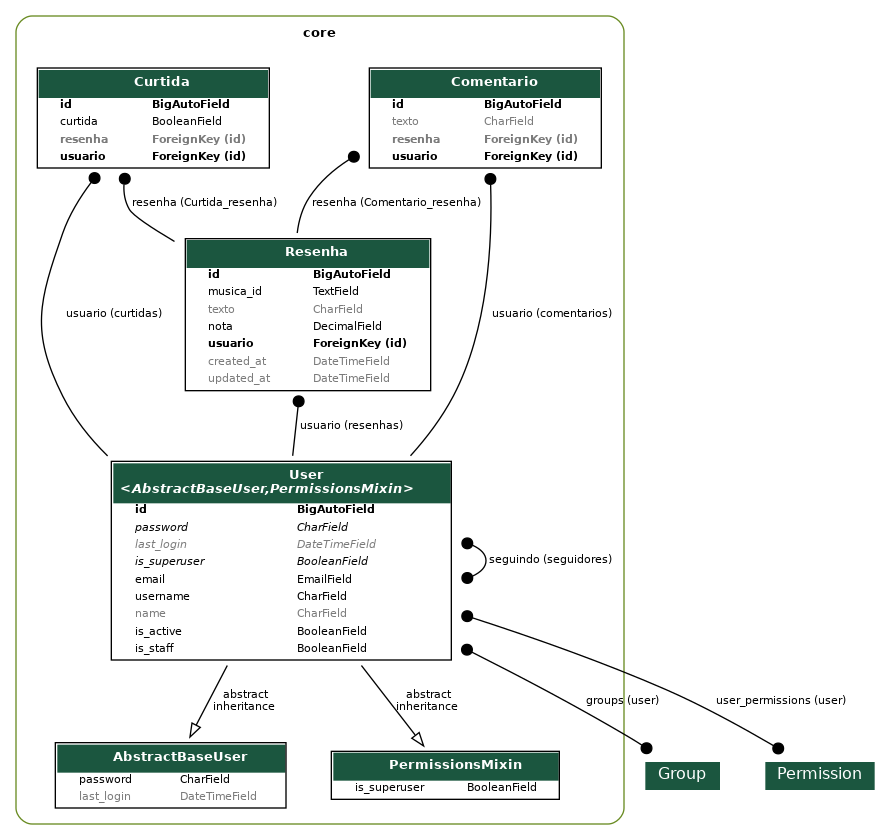 core
Curtida
id BigAutoField
curtida BooleanField
resenha ForeignKey (id)
usuario ForeignKey (id)
Comentario
id BigAutoField
texto CharField
resenha ForeignKey (id)
usuario ForeignKey (id)
resenha (Curtida_resenha)
resenha (Comentario_resenha)
Resenha
id BigAutoField
musica_id TextField
texto CharField
nota DecimalField
usuario ForeignKey (id)
created_at DateTimeField
updated_at DateTimeField
usuario (curtidas)
usuario (comentarios)
usuario (resenhas)
User
<AbstractBaseUser,PermissionsMixin>
id BigAutoField
password CharField
last_login DateTimeField
is_superuser BooleanField
email EmailField
username CharField
name CharField
is_active BooleanField
is_staff BooleanField
seguindo (seguidores)
abstract
inheritance
abstract
inheritance
groups (user)
user_permissions (user)
AbstractBaseUser
password CharField
last_login DateTimeField
PermissionsMixin
is_superuser BooleanField
Group
Permission